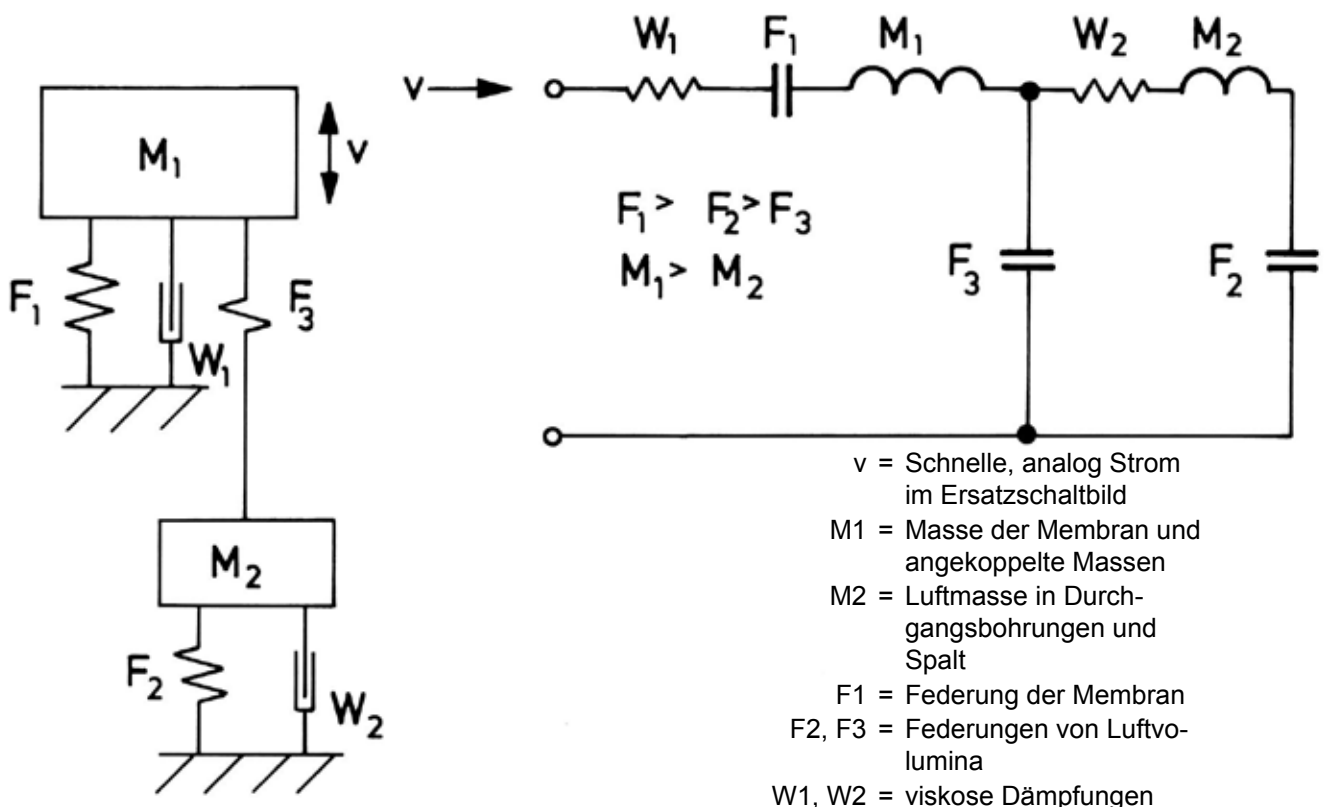 M₁
v
F₁
W₁
F₃
M₂
F₂
W₂
v
W₁ F₁ M₁ W₂ M₂
F₁ > F₂ > F₃
M₁ > M₂
F₃
F₂
v = Schnelle, analog Strom
im Ersatzschaltbild
M1 = Masse der Membran und
angekoppelte Massen
M2 = Luftmasse in Durch-
gangsbohrungen und
Spalt
F1 = Federung der Membran
F2, F3 = Federungen von Luftvo-
lumina
W1, W2 = viskose Dämpfungen